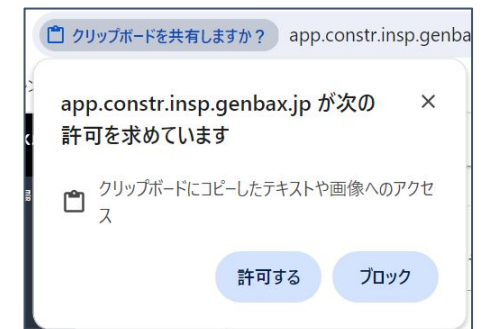 クリップボードを共有しますか？ app.constr.insp.genba
app.constr.insp.genbax.jp が次の
許可を求めています
クリップボードにコピーしたテキストや画像へのアクセ
ス
許可する ブロック